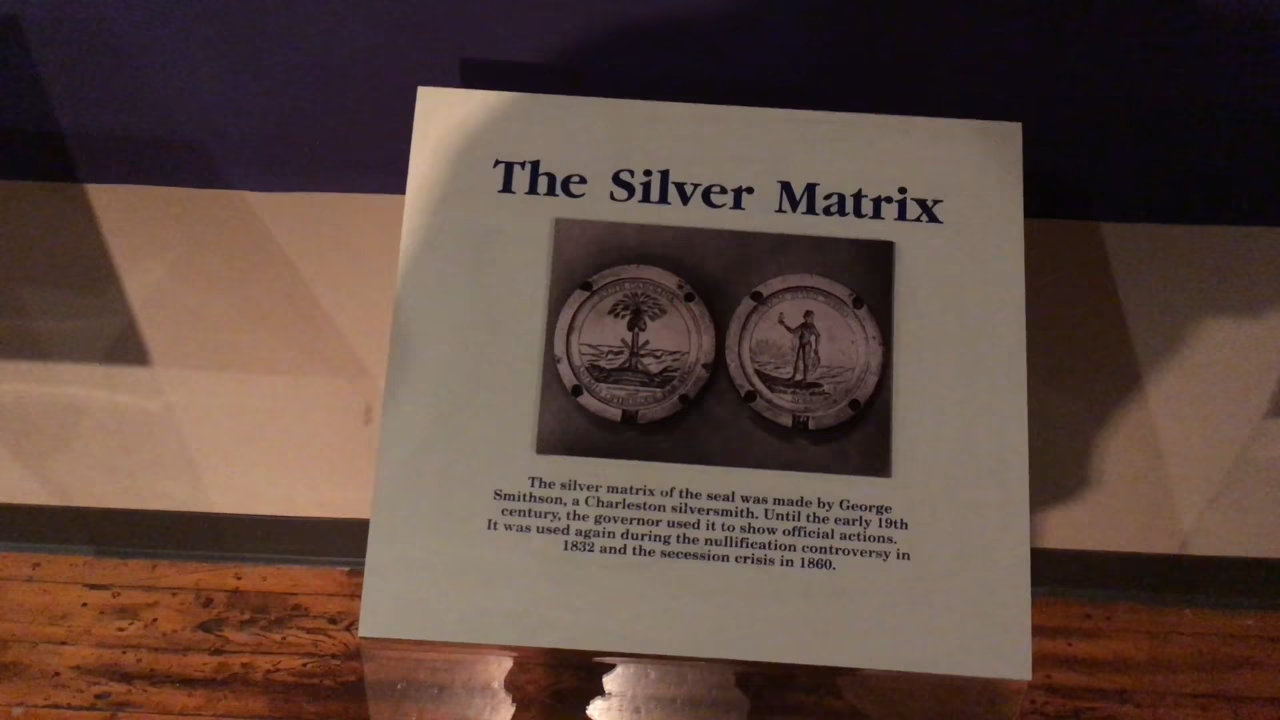 The Silver Matrix
SOUTH CAROLINA
The silver matrix of the seal was made by George
Smithson, a Charleston silversmith. Until the early 19th
century, the governor used it to show official actions.
It was used again during the nullification controversy in
1832 and the secession crisis in 1860.